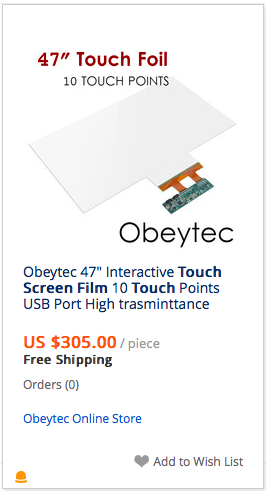 47” Touch Foil
10 TOUCH POINTS
Obeytec
Obeytec 47" Interactive Touch
Screen Film 10 Touch Points
USB Port High trasminttance
US $305.00 / piece
Free Shipping
Orders (0)
Obeytec Online Store
Add to Wish List